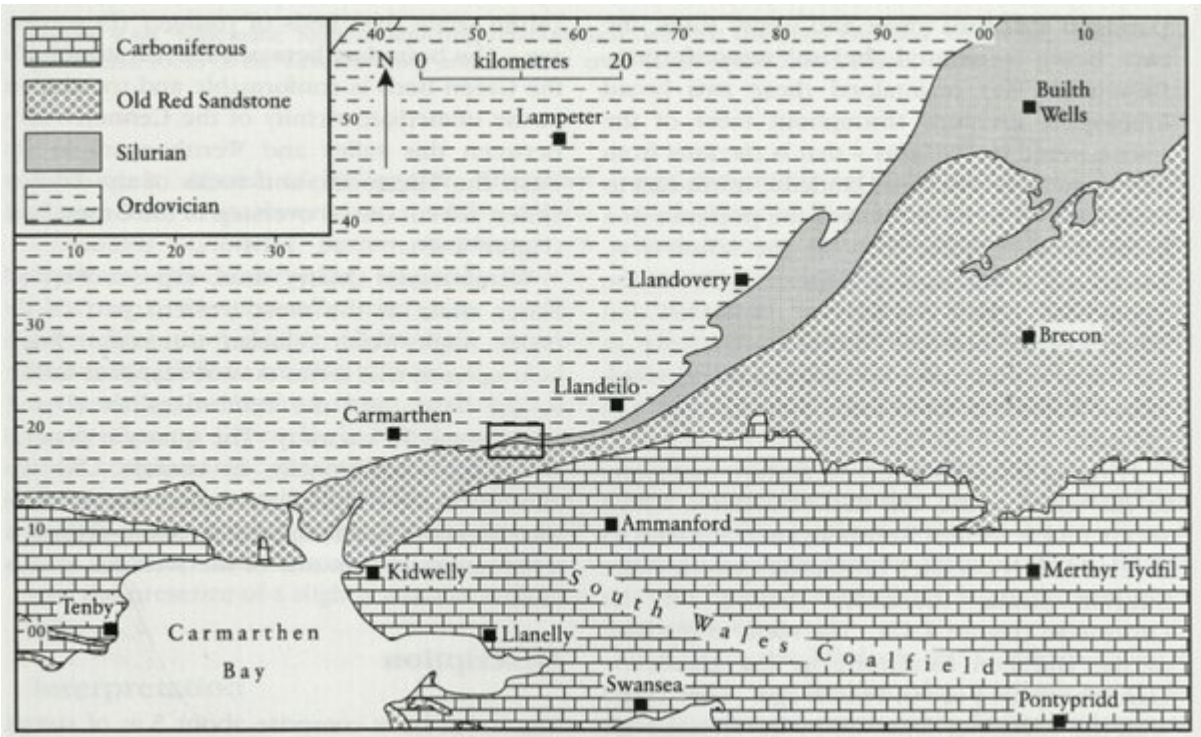 Carboniferous
Old Red Sandstone
Silurian
Ordovician
10 20 30
N
0 kilometres 20
40 50 60 70 80 90 00 10
50
40
30
20
10
00
Lampeter
Builth
Wells
Llandovery
Brecon
Llandeilo
Carmarthen
Ammanford
Kidwelly
Merthyr Tydfil
South Wales Coalfield
Tenby
Carmarthen
Bay
Llanelly
Swansea
Pontypridd